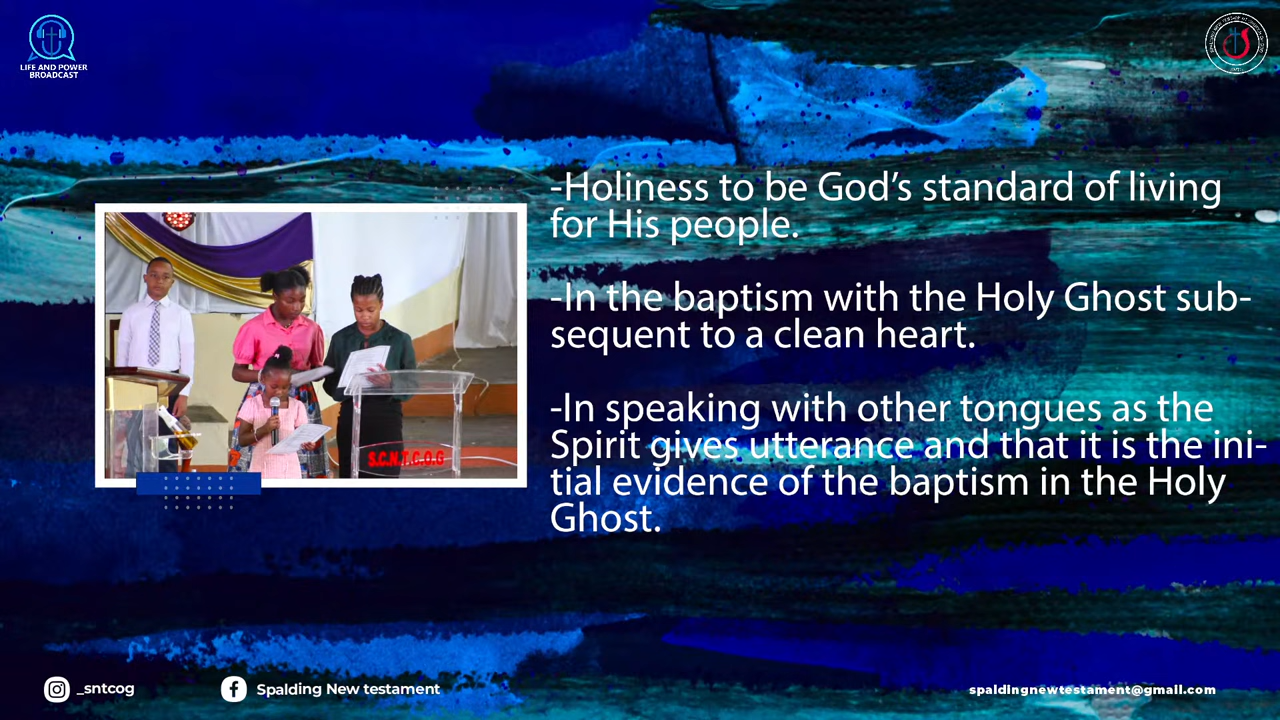 LIFE AND POWER
BROADCAST
-Holiness to be God’s standard of living
for His people.
-In the baptism with the Holy Ghost sub-
sequent to a clean heart.
-In speaking with other tongues as the
Spirit gives utterance and that it is the ini-
tial evidence of the baptism in the Holy
Ghost.
S.C.N.T.C.O.G
_sntcog
Spalding New testament
spaldingnewtestament@gmail.com